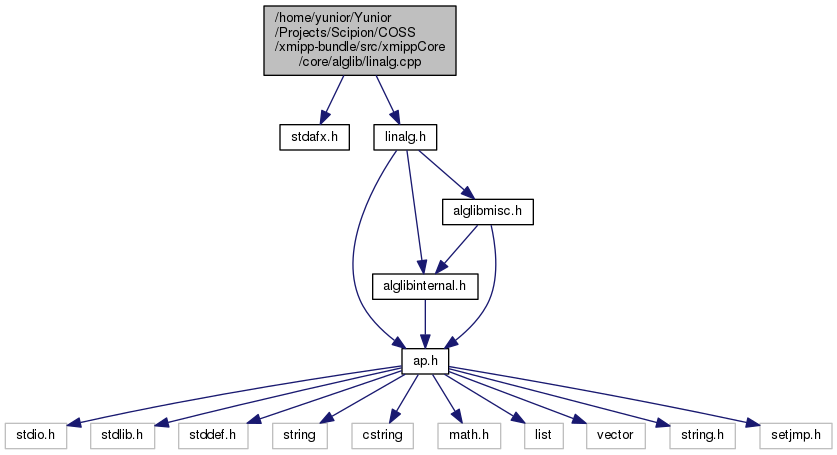 /home/yunior/Yunior
/Projects/Scipion/COSS
/xmipp-bundle/src/xmippCore
/core/alglib/linalg.cpp
stdafx.h
linalg.h
alglibmisc.h
alglibinternal.h
ap.h
stdio.h
stdlib.h
stddef.h
string
cstring
math.h
list
vector
string.h
setjmp.h